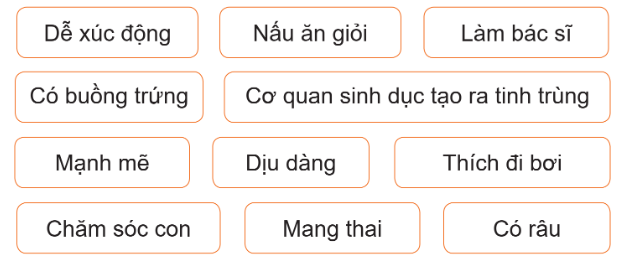 Dễ xúc động
Nấu ăn giỏi
Làm bác sĩ
Có buồng trứng
Cơ quan sinh dục tạo ra tinh trùng
Mạnh mẽ
Dịu dàng
Thích đi bơi
Chăm sóc con
Mang thai
Có râu